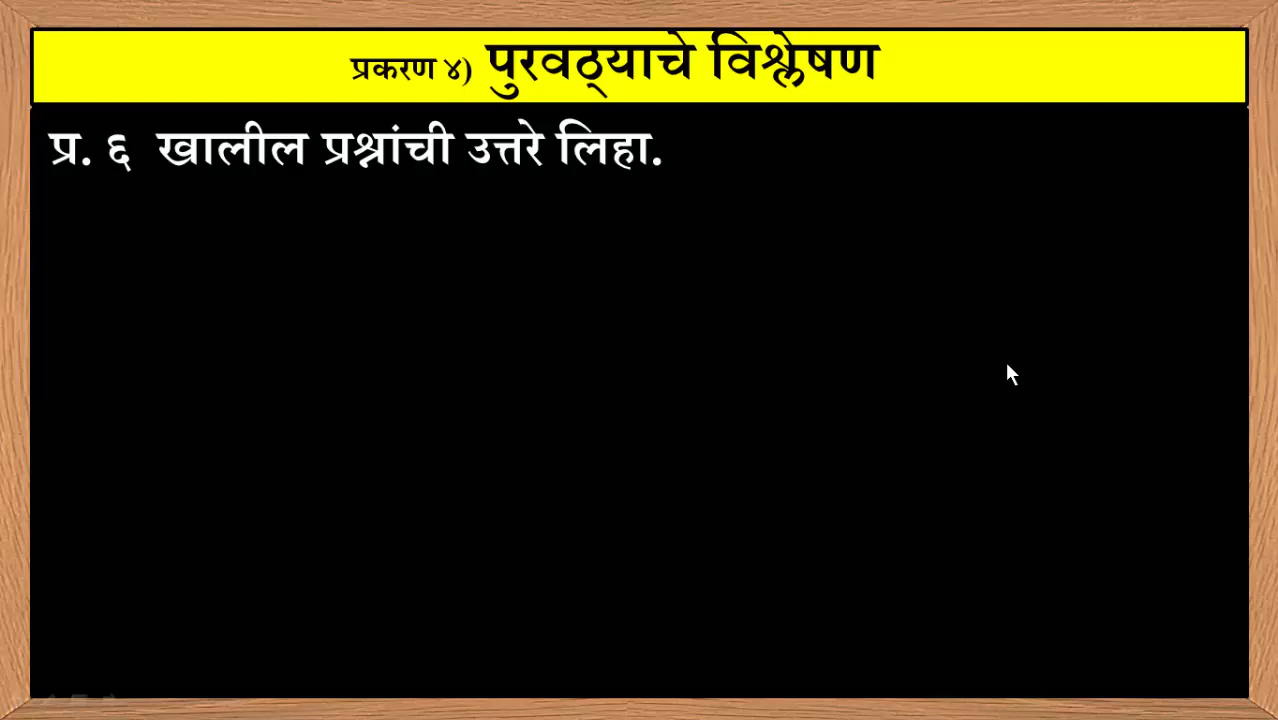 प्रकरण ४) पुरवठ्याचे विश्लेषण
प्र. ६ खालील प्रश्नांची उत्तरे लिहा.